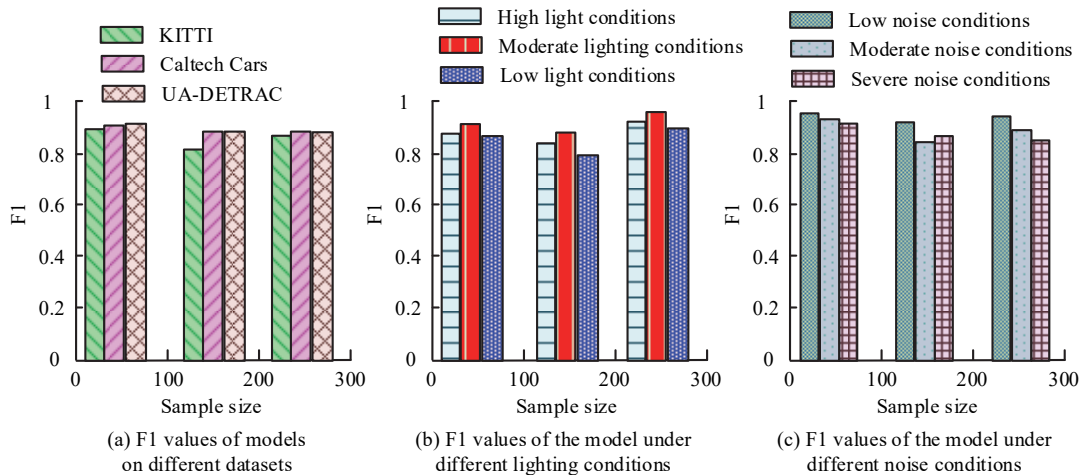 KITTI
Caltech Cars
UA-DETRAC
1
0.8
0.6
0.4
0.2
0
F1
0 100 200 300
Sample size
(a) F1 values of models
on different datasets
High light conditions
Moderate lighting conditions
Low light conditions
1
0.8
0.6
0.4
0.2
0
F1
0 100 200 300
Sample size
(b) F1 values of the model under
different lighting conditions
Low noise conditions
Moderate noise conditions
Severe noise conditions
1
0.8
0.6
0.4
0.2
0
F1
0 100 200 300
Sample size
(c) F1 values of the model under
different noise conditions